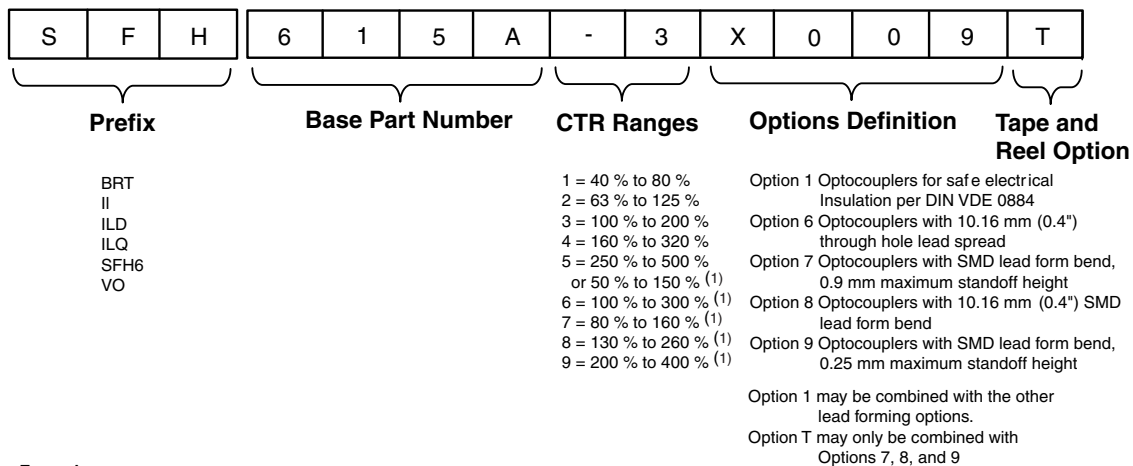 S F H 6 1 5 A - 3 X 0 0 9 T
Prefix
Base Part Number
CTR Ranges
Options Definition
Tape and
Reel Option
BRT
II
ILD
ILQ
SFH6
VO
1 = 40 % to 80 %
2 = 63 % to 125 %
3 = 100 % to 200 %
4 = 160 % to 320 %
5 = 250 % to 500 %
or 50 % to 150 % (1)
6 = 100 % to 300 % (1)
7 = 80 % to 160 % (1)
8 = 130 % to 260 % (1)
9 = 200 % to 400 % (1)
Option 1 Optocouplers for safe electrical
Insulation per DIN VDE 0884
Option 6 Optocouplers with 10.16 mm (0.4")
through hole lead spread
Option 7 Optocouplers with SMD lead form bend,
0.9 mm maximum standoff height
Option 8 Optocouplers with 10.16 mm (0.4") SMD
lead form bend
Option 9 Optocouplers with SMD lead form bend,
0.25 mm maximum standoff height
Option 1 may be combined with the other
lead forming options.
Option T may only be combined with
Options 7, 8, and 9